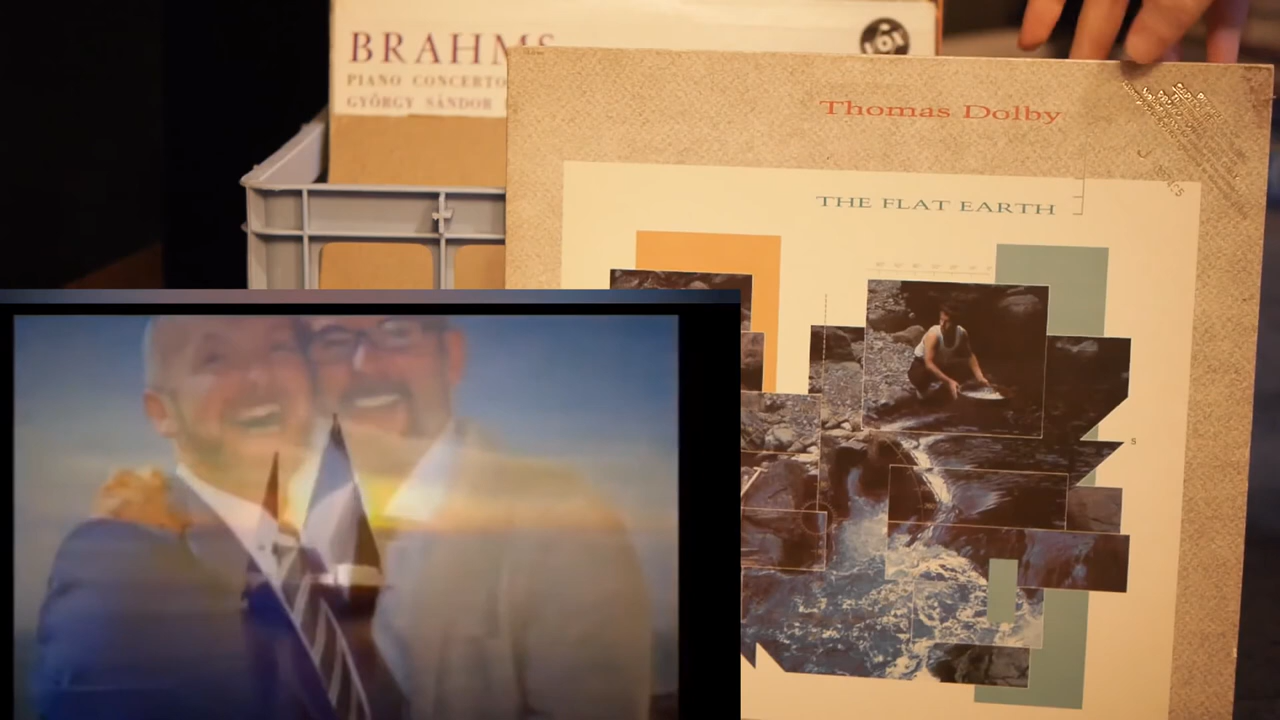 BRAHMS
PIANO CONCERTO
GYÖRGY SÁNDOR
Thomas Dolby
THE FLAT EARTH